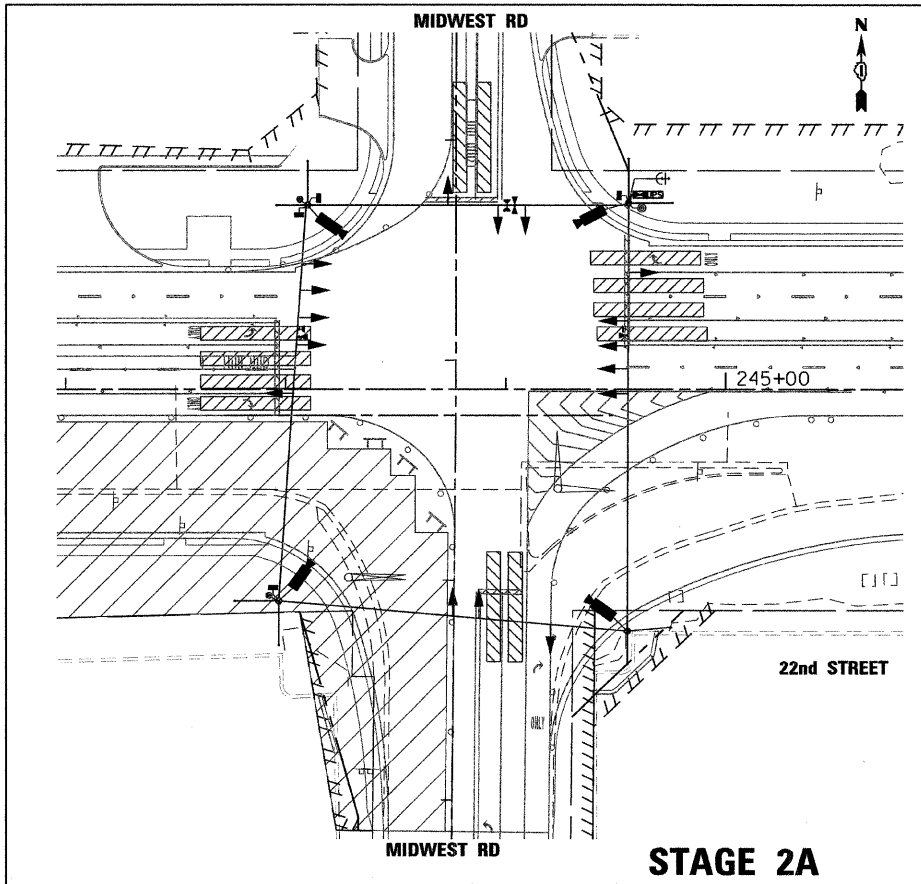 MIDWEST RD
N
245+00
ONLY
22nd STREET
MIDWEST RD
STAGE 2A